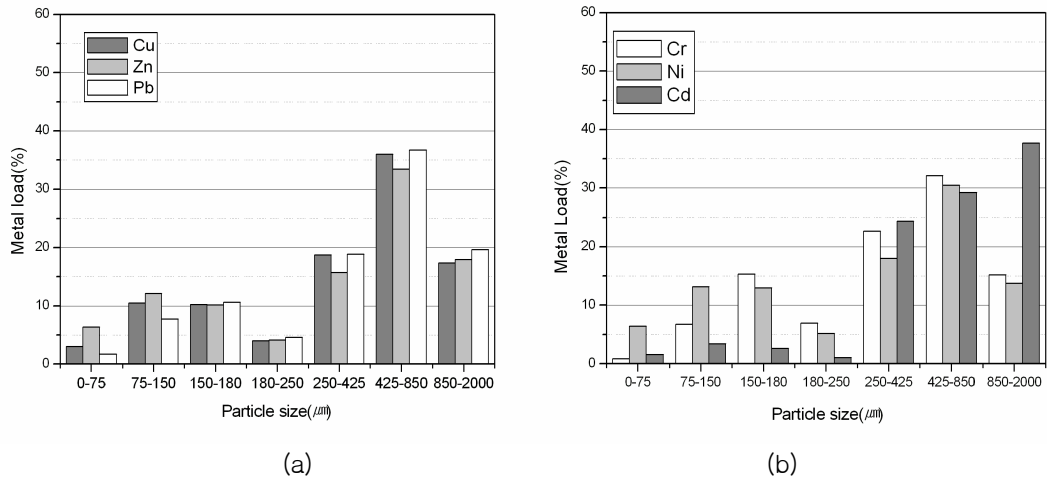 60
50
40
30
20
10
0
Metal load(%)
Cu
Zn
Pb
0-75 75-150 150-180 180-250 250-425 425-850 850-2000
Particle size(㎛)
(a)
60
50
40
30
20
10
0
Metal Load(%)
Cr
Ni
Cd
0-75 75-150 150-180 180-250 250-425 425-850 850-2000
Particle size(㎛)
(b)